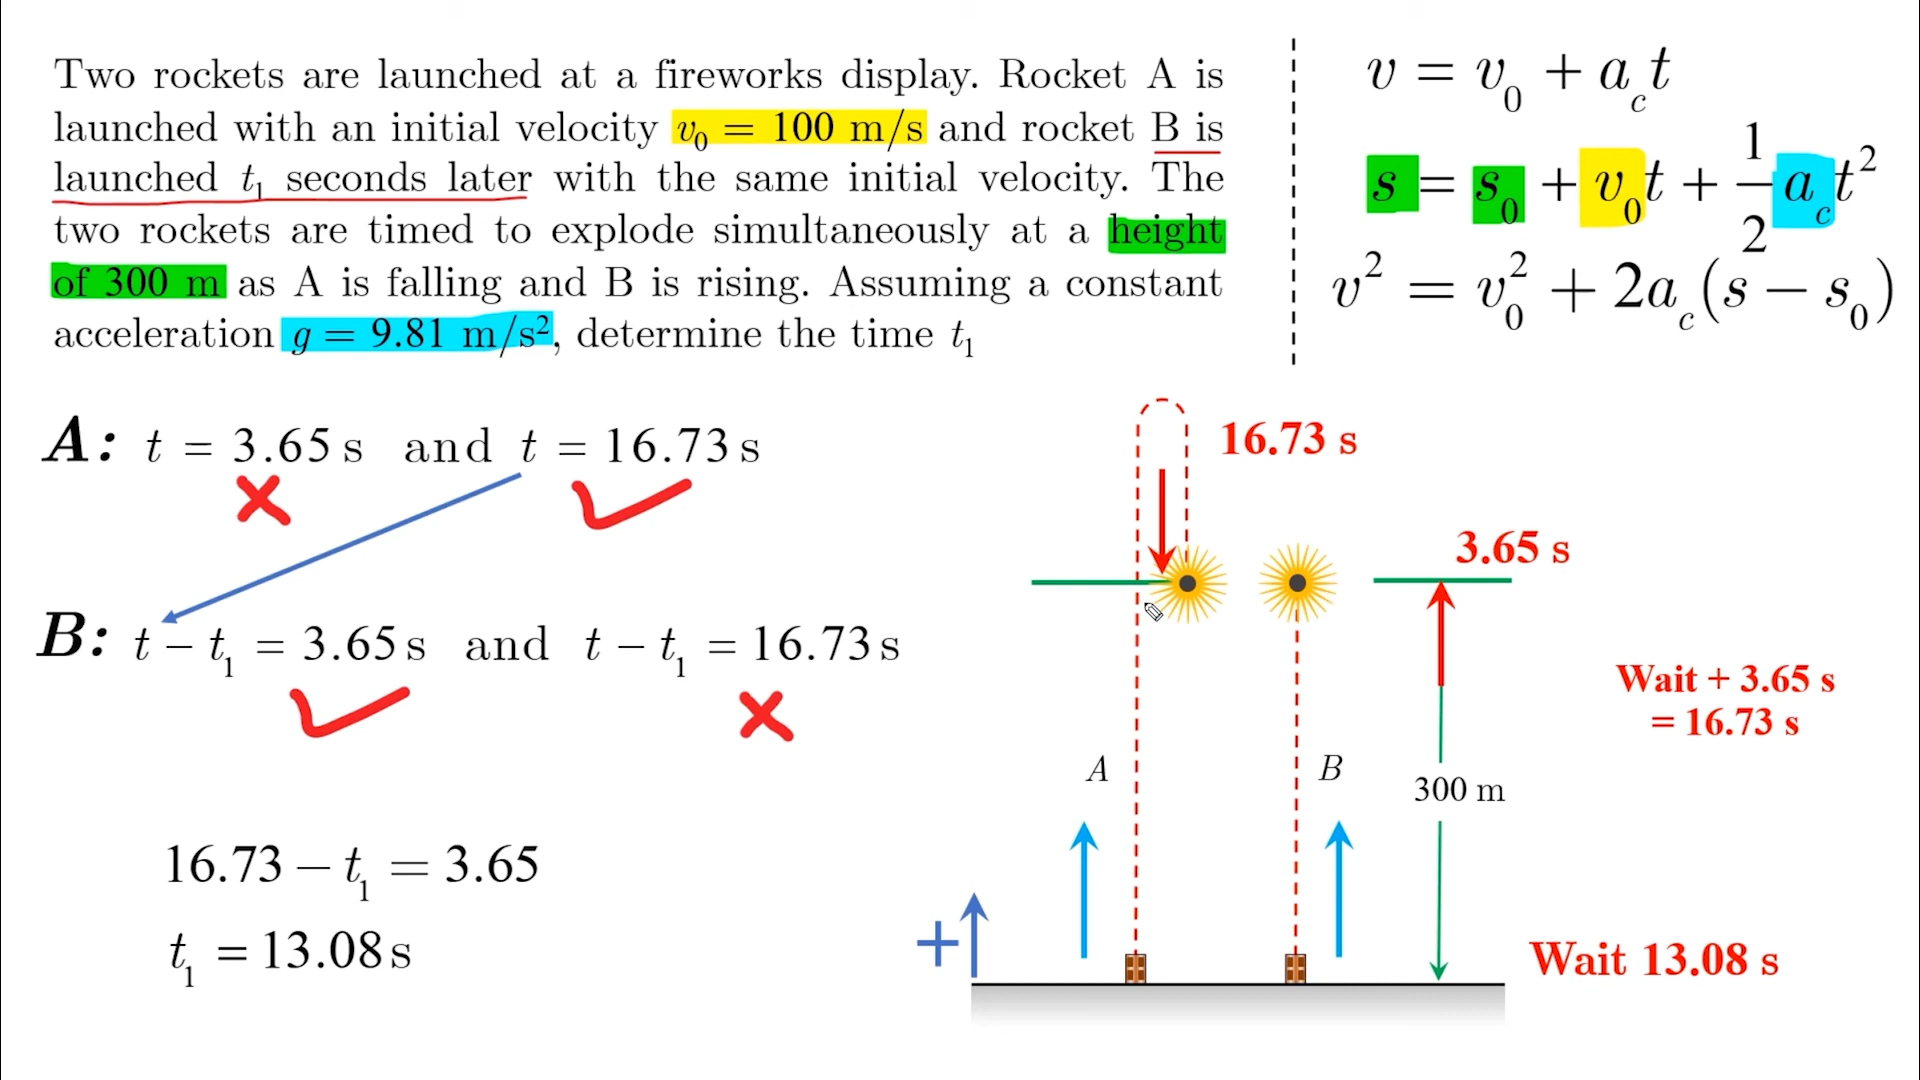 Two rockets are launched at a fireworks display. Rocket A is
launched with an initial velocity v₀ = 100 m/s and rocket B is
launched t₁ seconds later with the same initial velocity. The
two rockets are timed to explode simultaneously at a height
of 300 m as A is falling and B is rising. Assuming a constant
acceleration g = 9.81 m/s², determine the time t₁
v = v₀ + a_c t
s = s₀ + v₀t + 1/2 a_c t²
v² = v₀² + 2a_c(s − s₀)
A: t = 3.65 s and t = 16.73 s
B: t − t₁ = 3.65 s and t − t₁ = 16.73 s
16.73 − t₁ = 3.65
t₁ = 13.08 s
16.73 s
3.65 s
Wait + 3.65 s
= 16.73 s
A
B
300 m
+
Wait 13.08 s